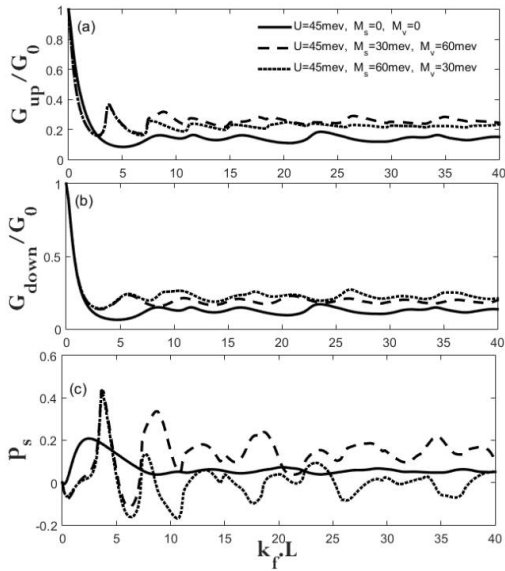 (a)
U=45mev, M_s=0, M_v=0
U=45mev, M_s=30mev, M_v=60mev
U=45mev, M_s=60mev, M_v=30mev
G_up/G_0
1
0.8
0.6
0.4
0.2
0
0 5 10 15 20 25 30 35 40
(b)
G_down/G_0
1
0.5
0
0 5 10 15 20 25 30 35 40
(c)
P_s
0.6
0.4
0.2
0
-0.2
0 5 10 15 20 25 30 35 40
k_f.L